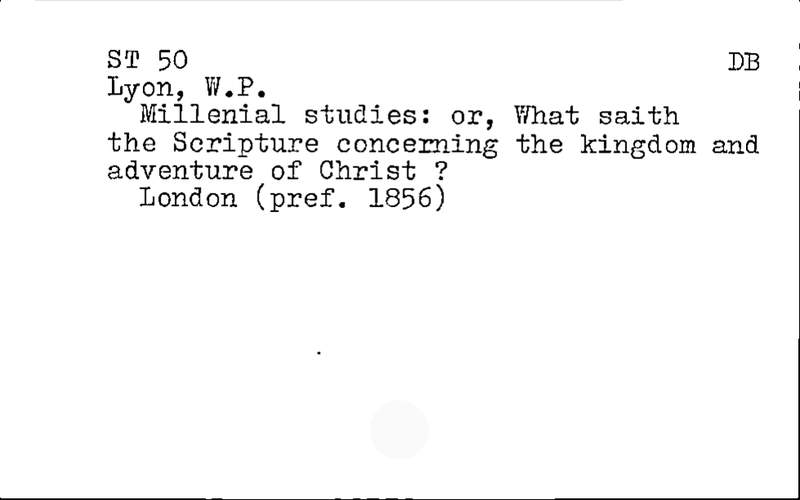 ST 50 DB
Lyon, W.P.
Millenial studies: or, What saith
the Scripture concerning the kingdom and
adventure of Christ ?
London (pref. 1856)